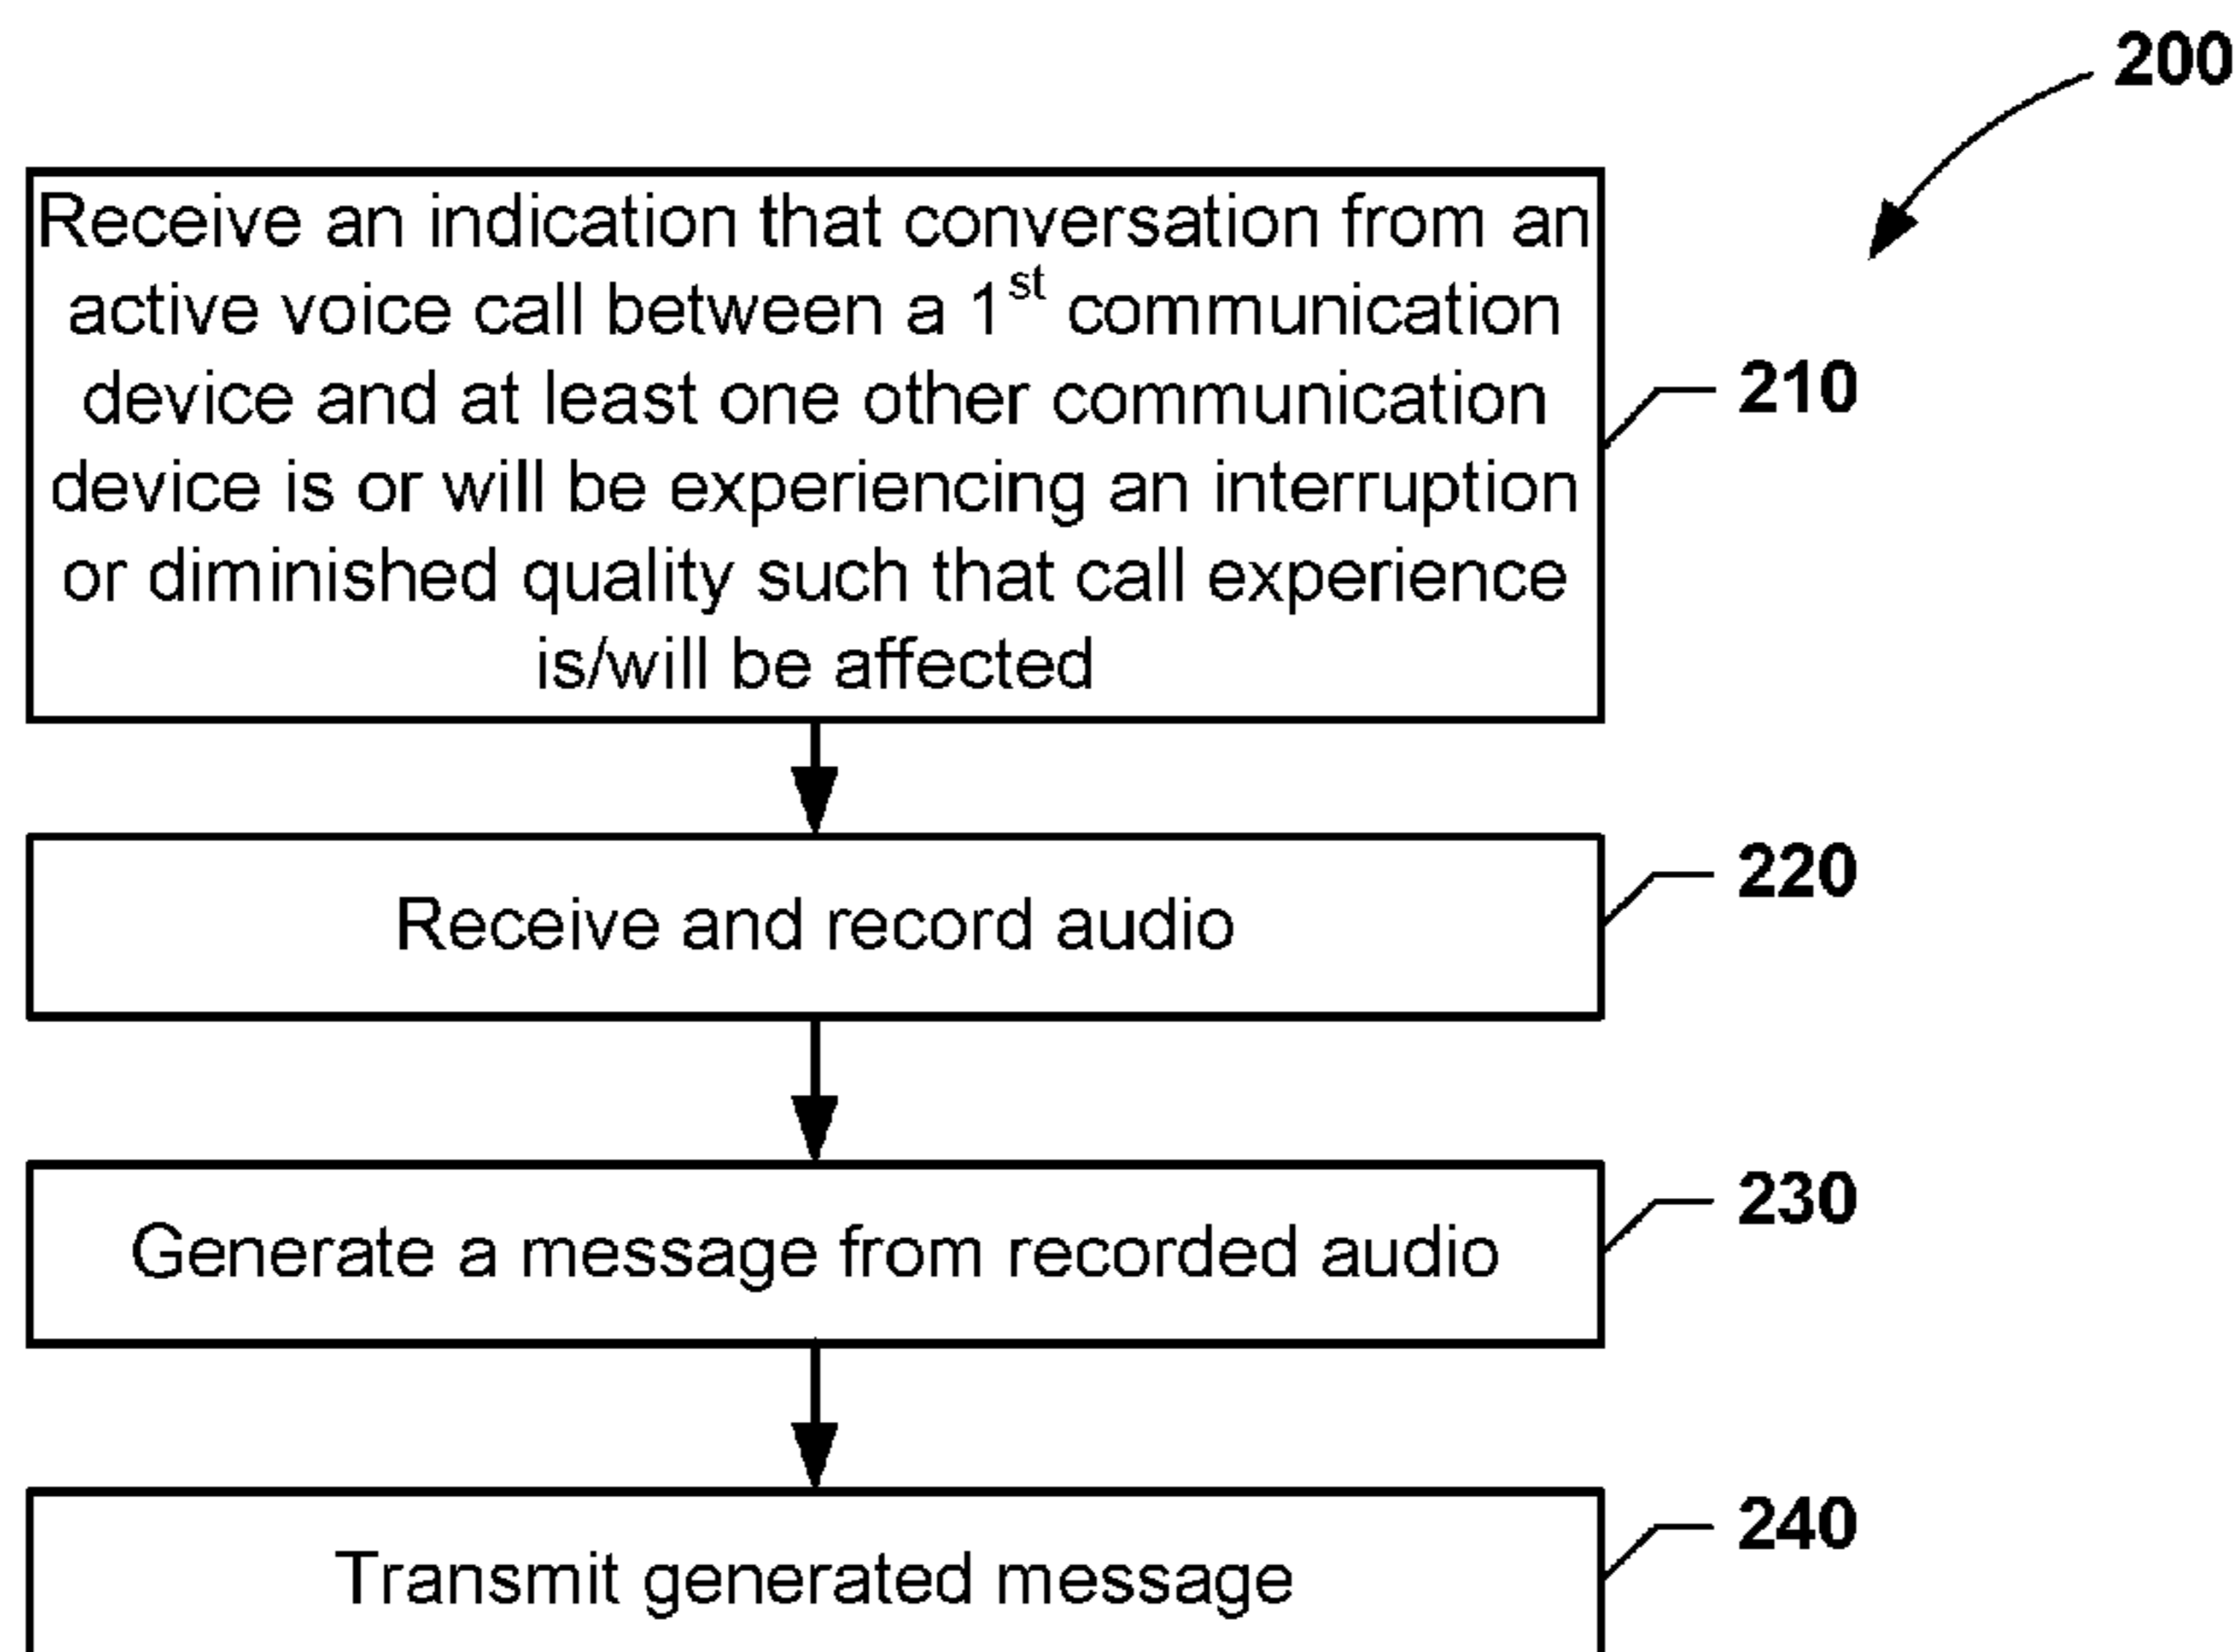 200
Receive an indication that conversation from an
active voice call between a 1st communication
device and at least one other communication
device is or will be experiencing an interruption
or diminished quality such that call experience
is/will be affected
210
Receive and record audio
220
Generate a message from recorded audio
230
Transmit generated message
240